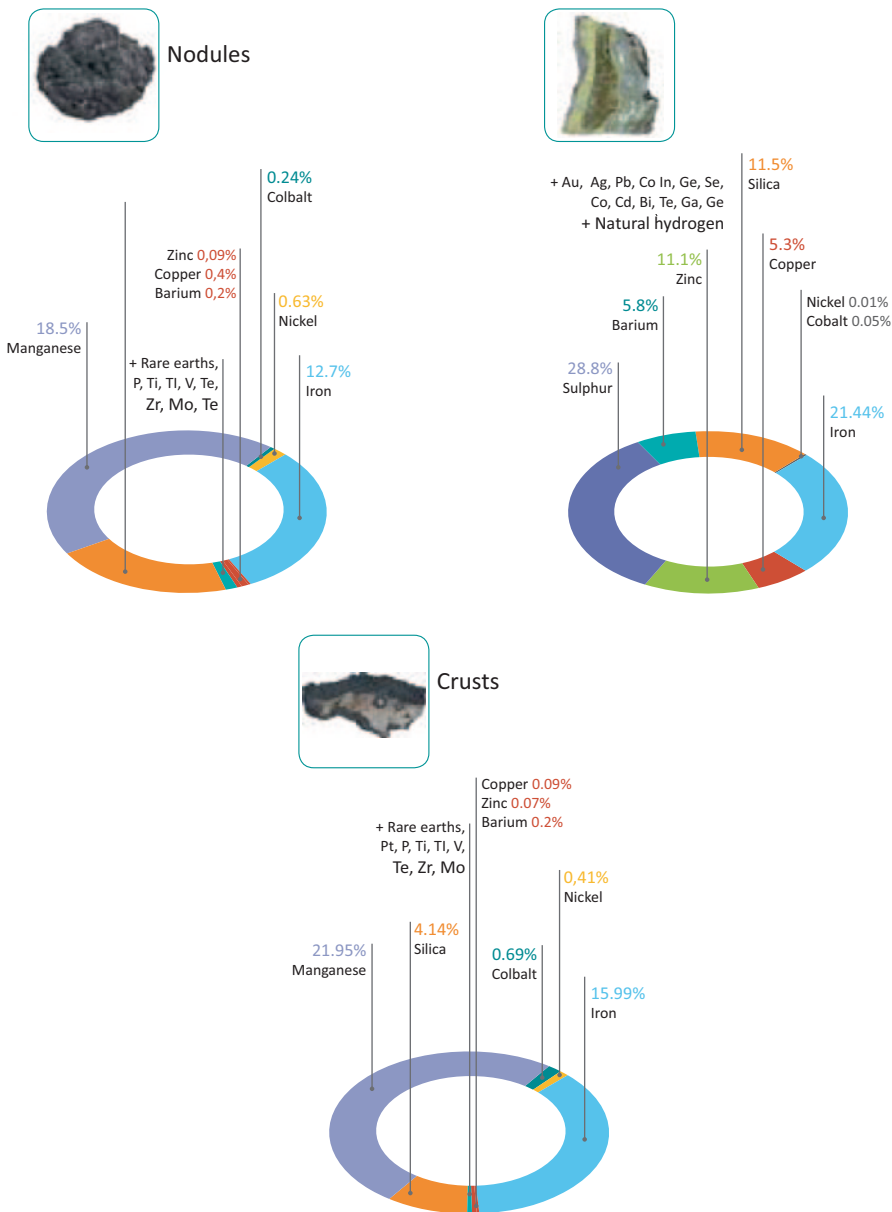 Nodules
0.24%
Colbalt
Zinc 0,09%
Copper 0,4%
Barium 0,2%
0.63%
Nickel
18.5%
Manganese
+ Rare earths,
P, Ti, TI, V, Te,
Zr, Mo, Te
12.7%
Iron
11.5%
Silica
+ Au, Ag, Pb, Co In, Ge, Se,
Co, Cd, Bi, Te, Ga, Ge
+ Natural hydrogen
5.3%
Copper
11.1%
Zinc
5.8%
Barium
Nickel 0.01%
Cobalt 0.05%
28.8%
Sulphur
21.44%
Iron
Crusts
Copper 0.09%
Zinc 0.07%
Barium 0.2%
+ Rare earths,
Pt, P, Ti, TI, V,
Te, Zr, Mo
0,41%
Nickel
4.14%
Silica
21.95%
Manganese
0.69%
Colbalt
15.99%
Iron